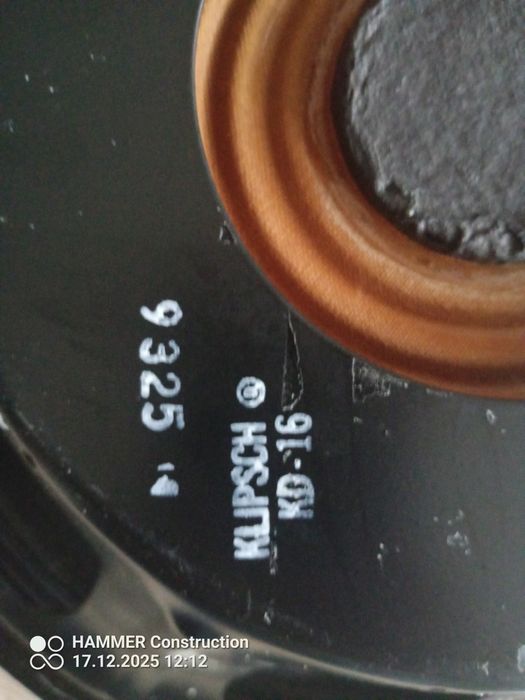 9325
KLIPSCH ®
KD-16
HAMMER Construction
17.12.2025 12:12